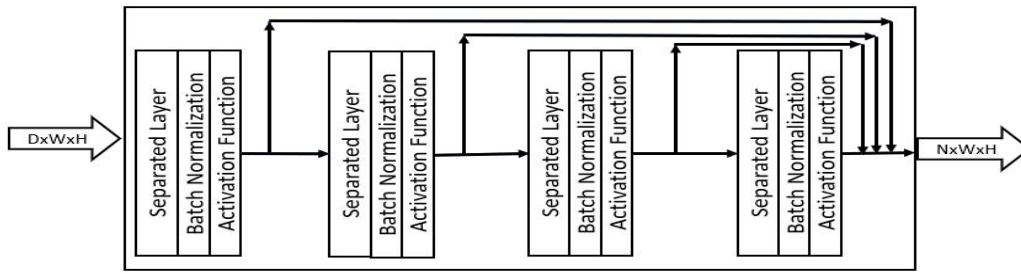 DxWxH
Separated Layer
Batch Normalization
Activation Function
Separated Layer
Batch Normalization
Activation Function
Separated Layer
Batch Normalization
Activation Function
Separated Layer
Batch Normalization
Activation Function
NxWxH